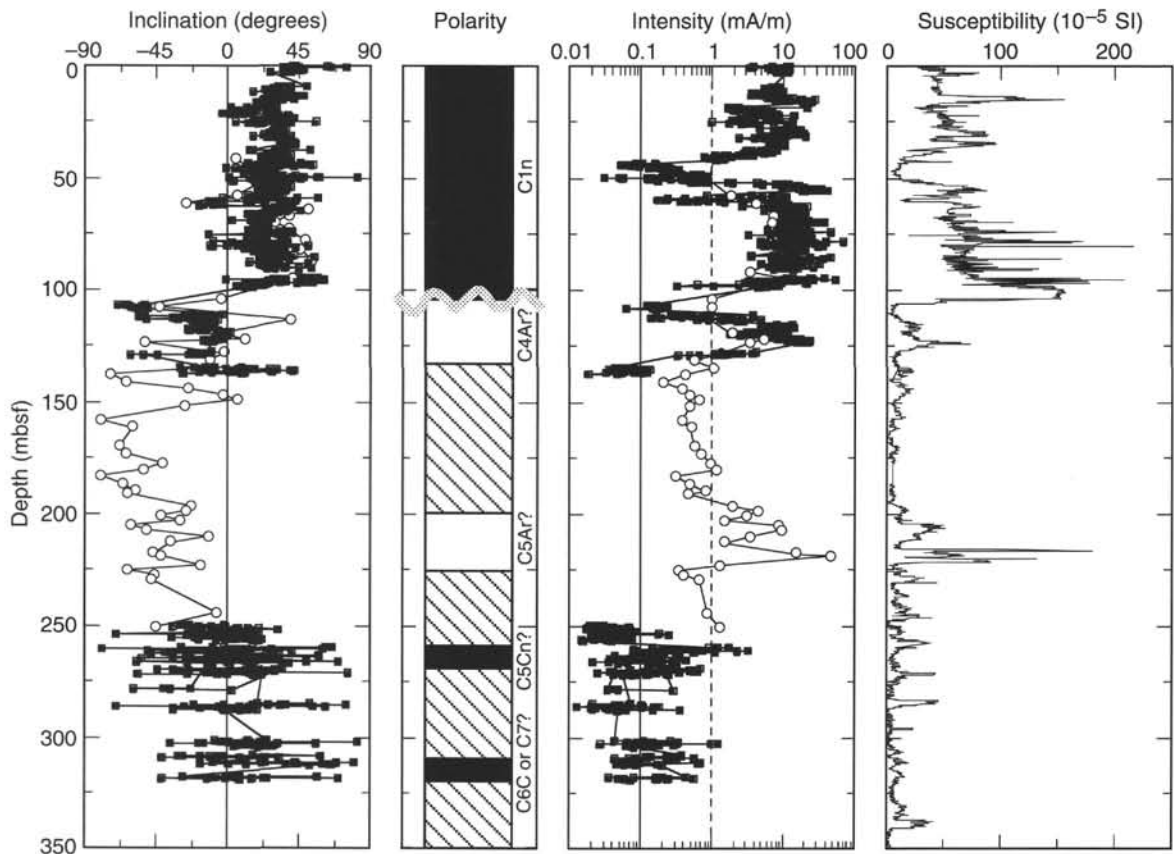 Inclination (degrees) Polarity Intensity (mA/m) Susceptibility (10⁻⁵ SI)
−90 −45 0 45 90 0.01 0.1 1 10 100 0 100 200
0
50
100
150
200
250
300
350
Depth (mbsf)
C1n
C4Ar?
C5Ar?
C5Cn?
C6C or C7?